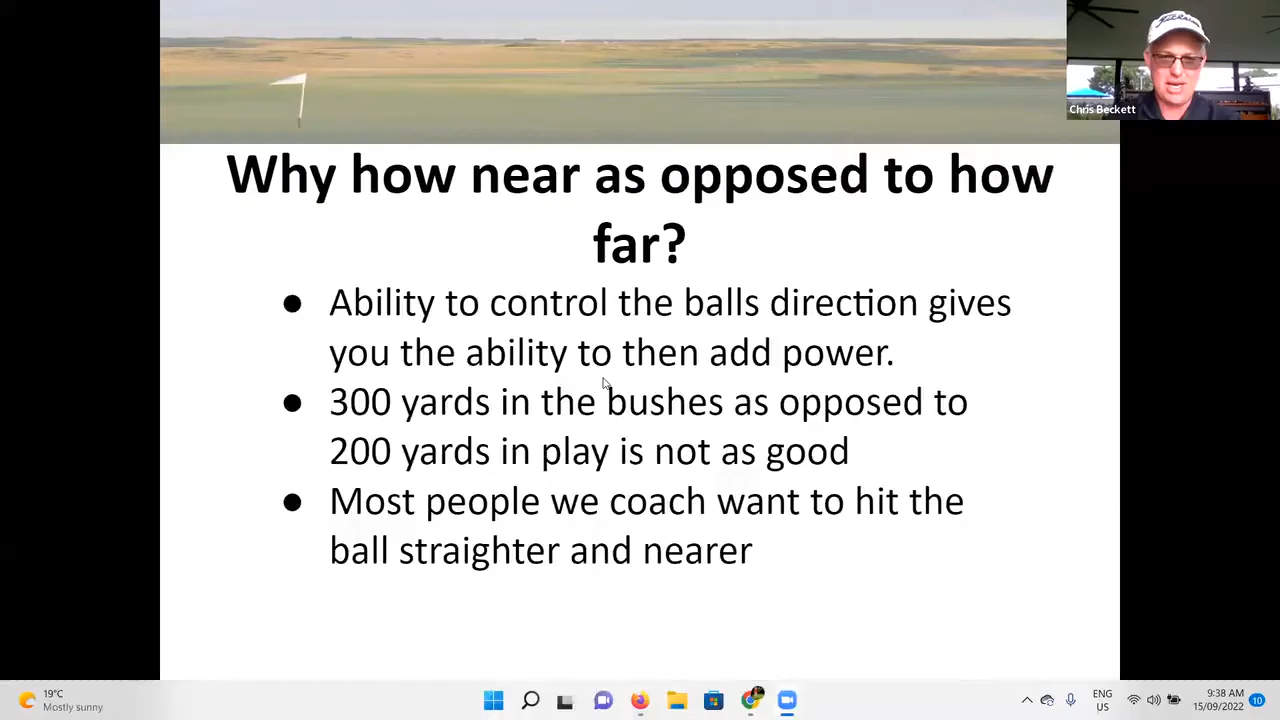 Titleist
Chris Beckett
Why how near as opposed to how
far?
● Ability to control the balls direction gives
you the ability to then add power.
● 300 yards in the bushes as opposed to
200 yards in play is not as good
● Most people we coach want to hit the
ball straighter and nearer
19°C
Mostly sunny
ENG
US
9:38 AM
15/09/2022
10